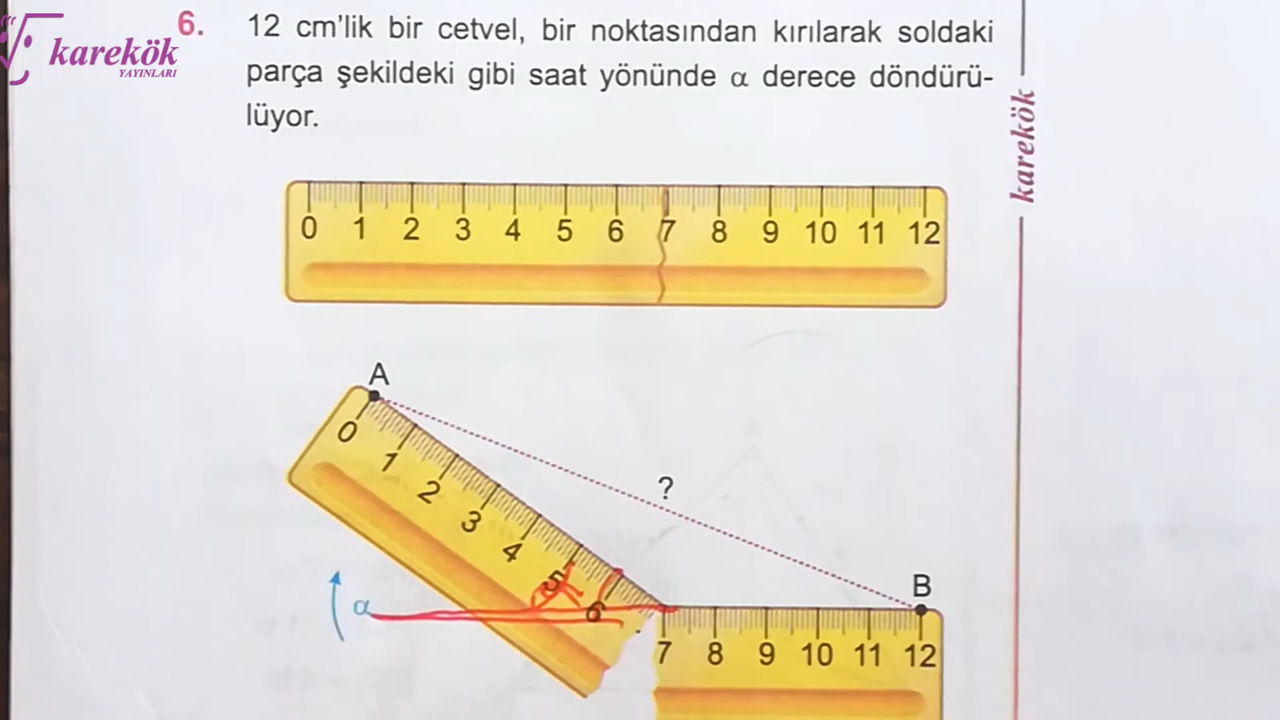 karekök
YAYINLARI
6. 12 cm'lik bir cetvel, bir noktasından kırılarak soldaki
parça şekildeki gibi saat yönünde α derece döndürü-
lüyor.
karekök
0 1 2 3 4 5 6 7 8 9 10 11 12
A
0 1 2 3 4 5 6
?
α
B
7 8 9 10 11 12